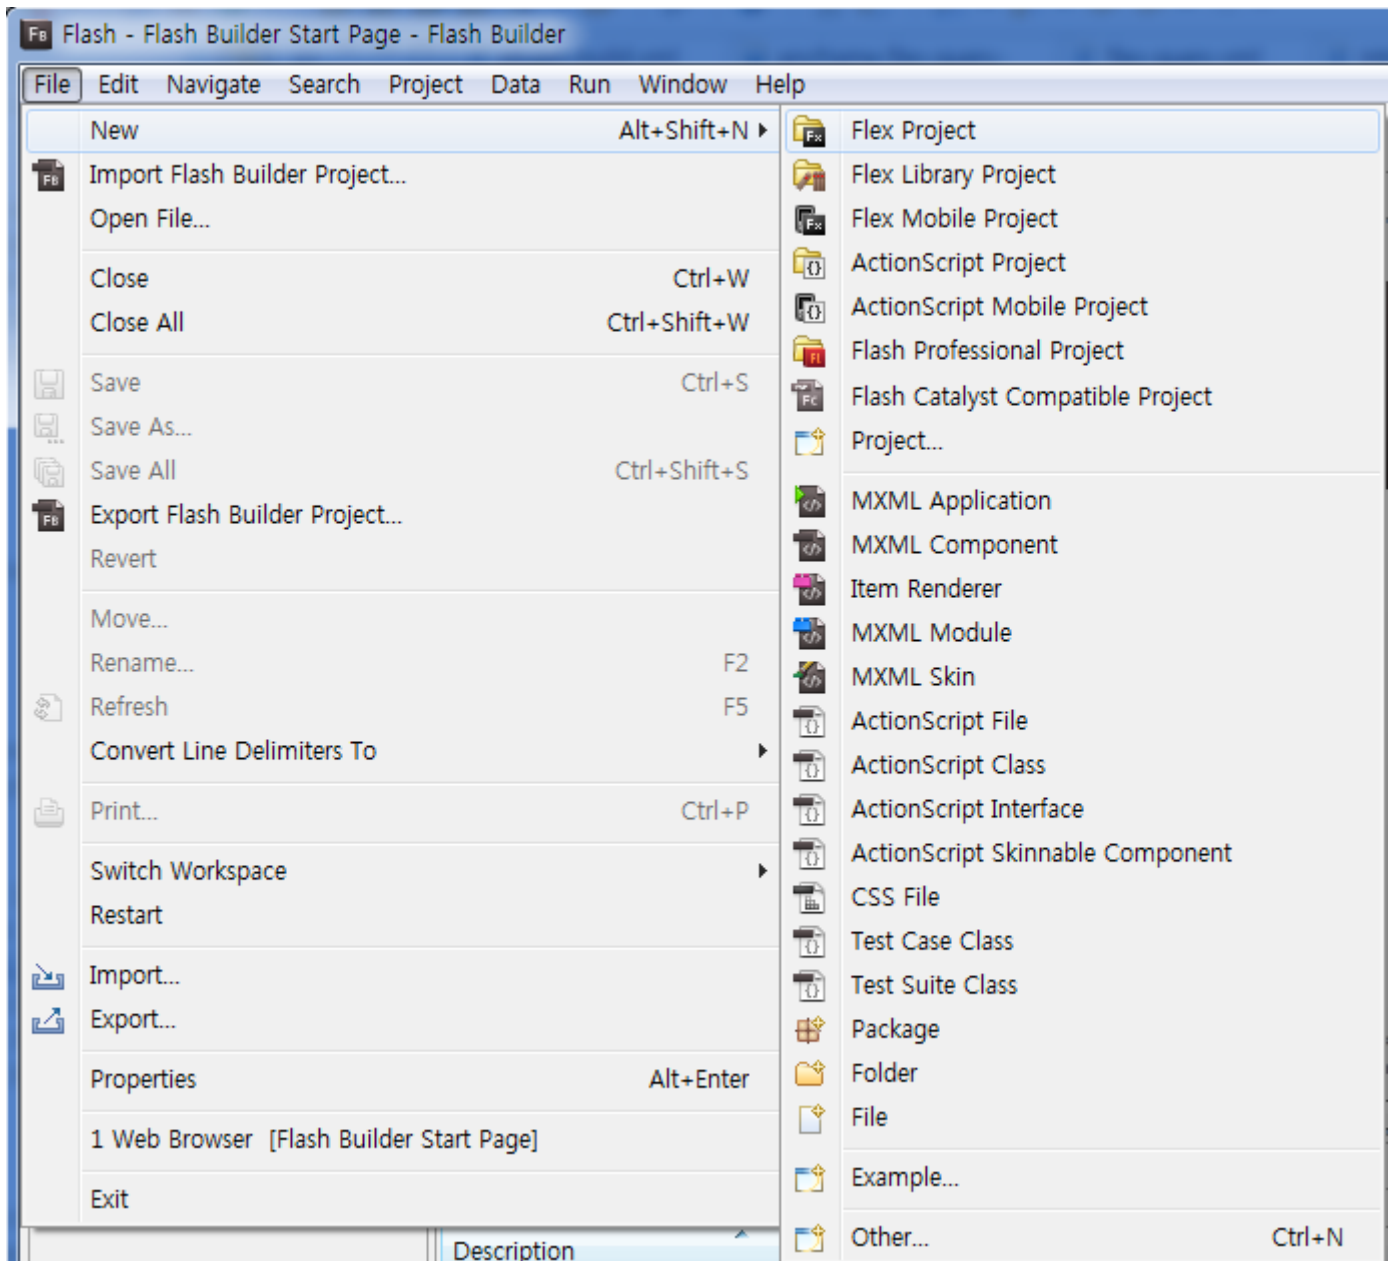 FB Flash - Flash Builder Start Page - Flash Builder
File Edit Navigate Search Project Data Run Window Help
New Alt+Shift+N
Import Flash Builder Project...
Open File...
Close Ctrl+W
Close All Ctrl+Shift+W
Save Ctrl+S
Save As...
Save All Ctrl+Shift+S
Export Flash Builder Project...
Revert
Move...
Rename... F2
Refresh F5
Convert Line Delimiters To
Print... Ctrl+P
Switch Workspace
Restart
Import...
Export...
Properties Alt+Enter
1 Web Browser [Flash Builder Start Page]
Exit
Description
Flex Project
Flex Library Project
Flex Mobile Project
ActionScript Project
ActionScript Mobile Project
Flash Professional Project
Flash Catalyst Compatible Project
Project...
MXML Application
MXML Component
Item Renderer
MXML Module
MXML Skin
ActionScript File
ActionScript Class
ActionScript Interface
ActionScript Skinnable Component
CSS File
Test Case Class
Test Suite Class
Package
Folder
File
Example...
Other... Ctrl+N